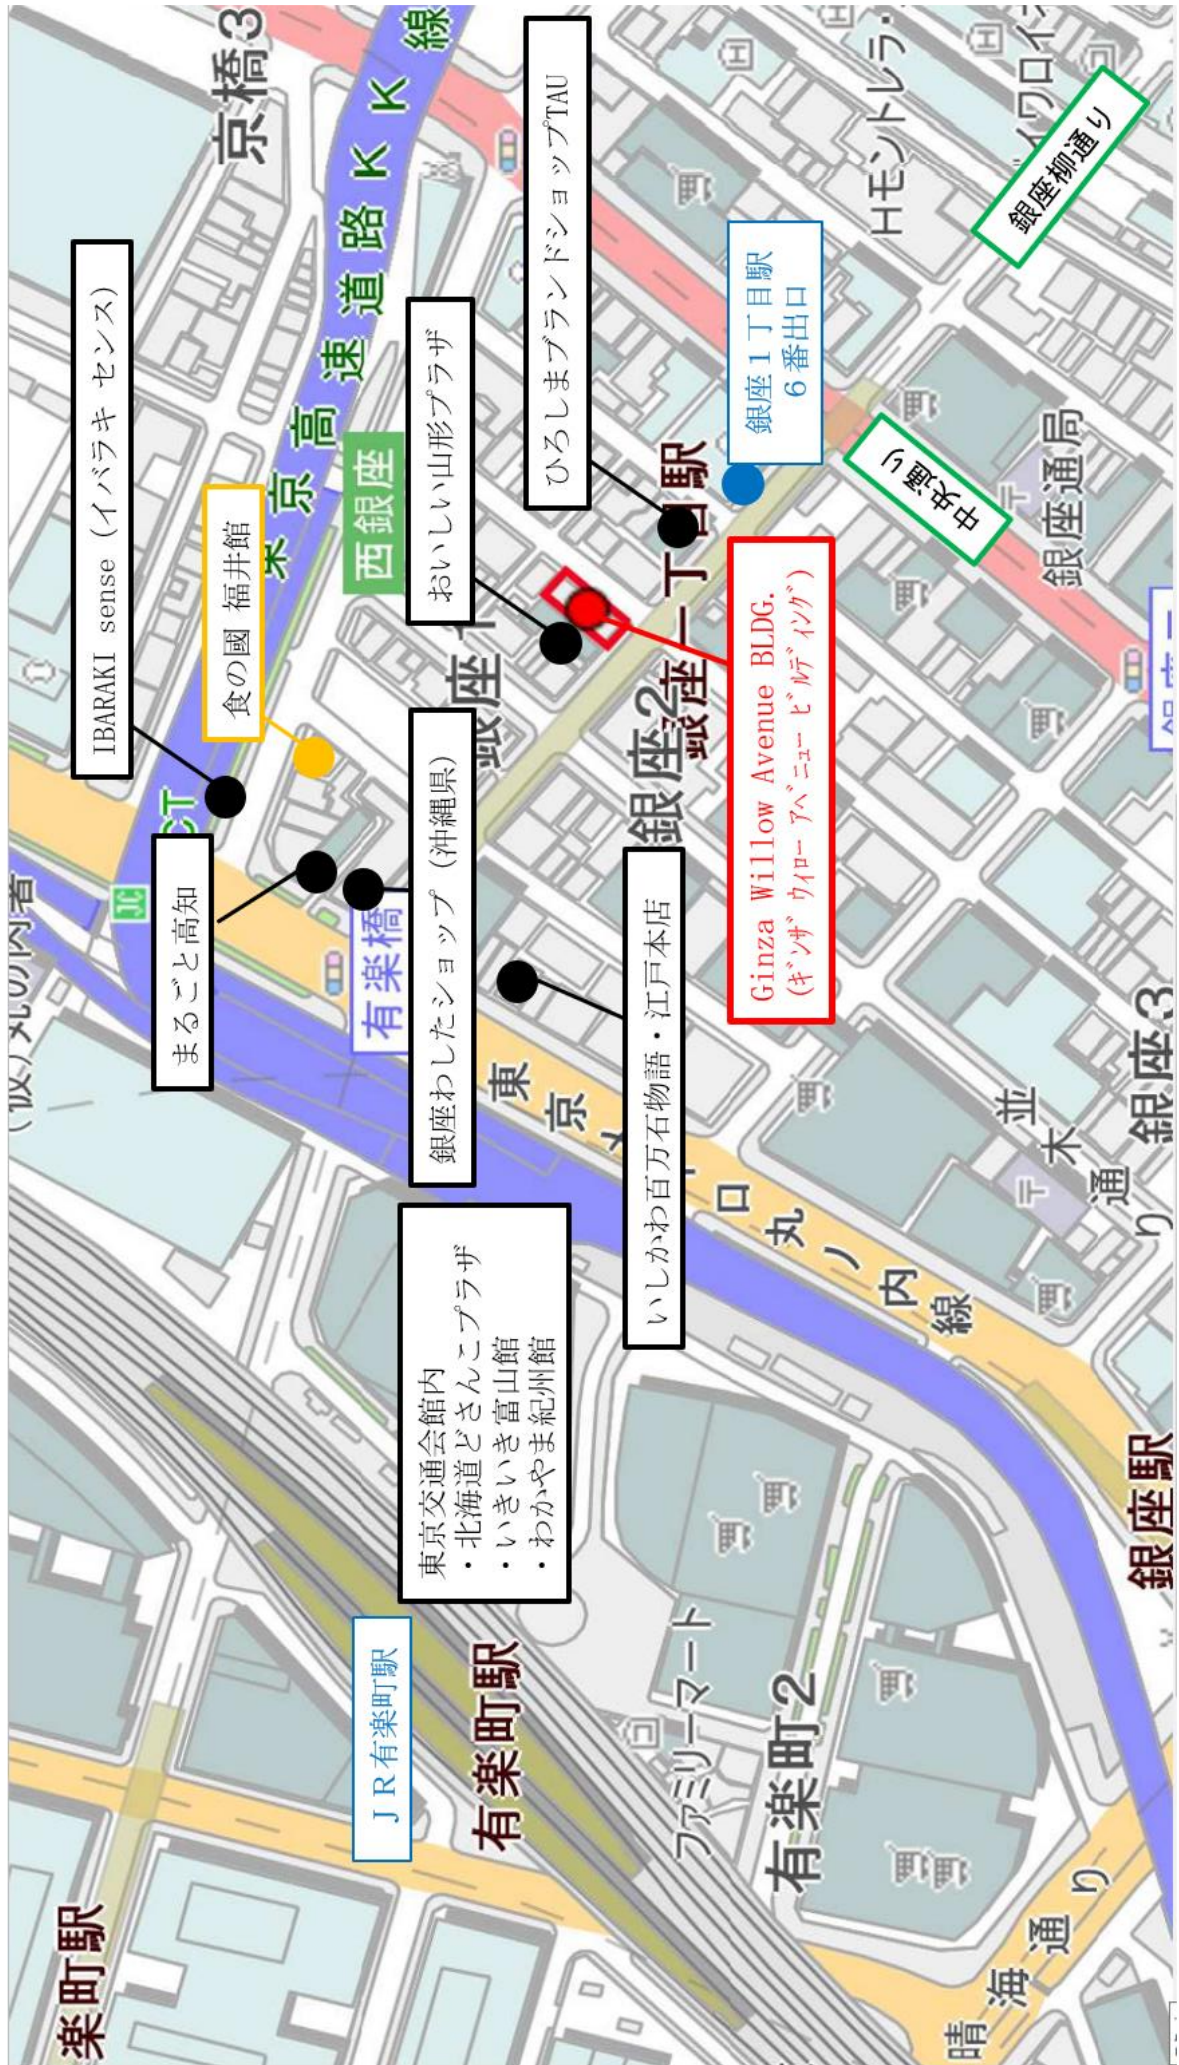 IBARAKI sense (イバラキ センス)
食の國 福井館
まるごと高知
銀座わしたショップ (沖縄県)
おいしい山形プラザ
ひろしまブランドショップTAU
いしかわ百万石物語・江戸本店
東京交通会館内
・北海道どさんこプラザ
・いきいき富山館
・わかやま紀州館
JR有楽町駅
銀座1丁目駅
6番出口
Ginza Willow Avenue BLDG.
(ギンザ ウィロー アベニュー ビルディング)
中央通り
銀座柳通り
京橋3
東京高速道路KK線
西銀座
JC
有楽橋
銀座一丁目駅
銀座2
銀座3
銀座通局
Hモントレラ・
並木通り
丸ノ内線
銀座駅
有楽町駅
ファミリーマート
有楽町2
晴海通り
楽町駅